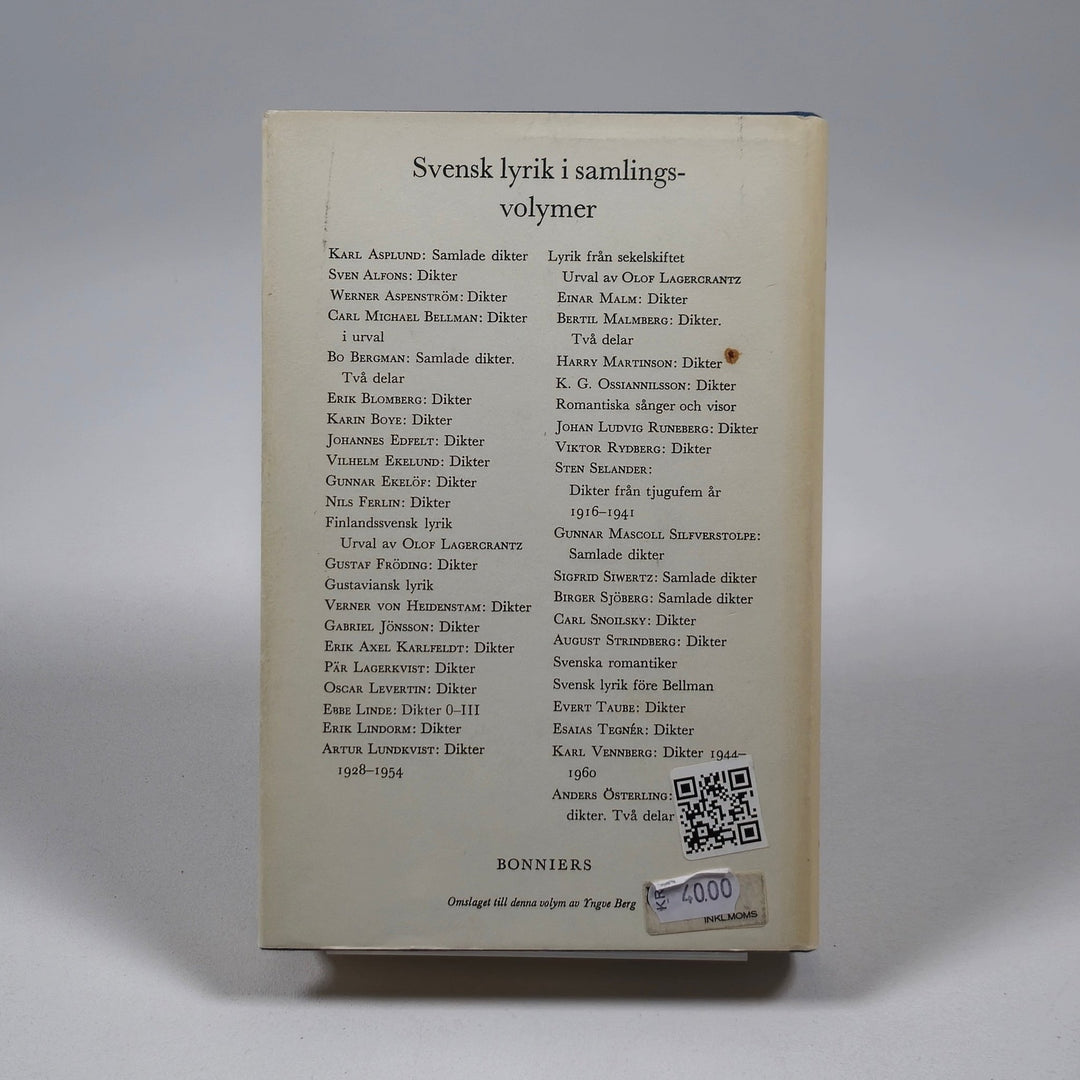 Svensk lyrik i samlings-
volymer
KARL ASPLUND: Samlade dikter
SVEN ALFONS: Dikter
WERNER ASPENSTRÖM: Dikter
CARL MICHAEL BELLMAN: Dikter
i urval
BO BERGMAN: Samlade dikter.
Två delar
ERIK BLOMBERG: Dikter
KARIN BOYE: Dikter
JOHANNES EDFELT: Dikter
VILHELM EKELUND: Dikter
GUNNAR EKELÖF: Dikter
NILS FERLIN: Dikter
Finlandssvensk lyrik
Urval av OLOF LAGERCRANTZ
GUSTAF FRÖDING: Dikter
Gustaviansk lyrik
VERNER VON HEIDENSTAM: Dikter
GABRIEL JÖNSSON: Dikter
ERIK AXEL KARLFELDT: Dikter
PÄR LAGERKVIST: Dikter
OSCAR LEVERTIN: Dikter
EBBE LINDE: Dikter 0–III
ERIK LINDORM: Dikter
ARTUR LUNDKVIST: Dikter
1928–1954
Lyrik från sekelskiftet
Urval av OLOF LAGERCRANTZ
EINAR MALM: Dikter
BERTIL MALMBERG: Dikter.
Två delar
HARRY MARTINSON: Dikter
K. G. OSSIANNILSSON: Dikter
Romantiska sånger och visor
JOHAN LUDVIG RUNEBERG: Dikter
VIKTOR RYDBERG: Dikter
STEN SELANDER:
Dikter från tjugufem år
1916–1941
GUNNAR MASCOLL SILFVERSTOLPE:
Samlade dikter
SIGFRID SIWERTZ: Samlade dikter
BIRGER SJÖBERG: Samlade dikter
CARL SNOILSKY: Dikter
AUGUST STRINDBERG: Dikter
Svenska romantiker
Svensk lyrik före Bellman
EVERT TAUBE: Dikter
ESAIAS TEGNÉR: Dikter
KARL VENNBERG: Dikter 1944–
1960
ANDERS ÖSTERLING:
dikter. Två delar
BONNIERS
Omslaget till denna volym av Yngve Berg
KR 40.00
INKL.MOMS